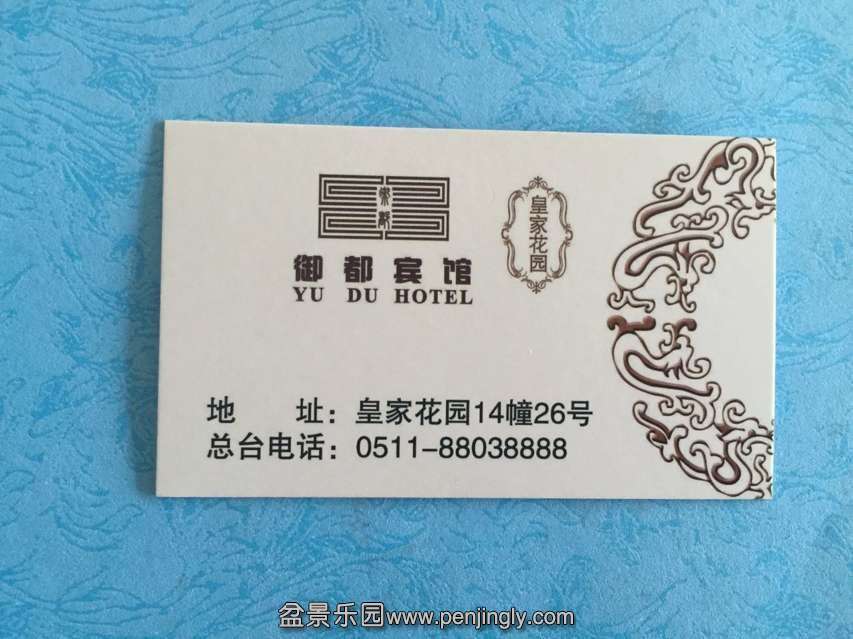 御都宾馆
YU DU HOTEL
皇家花园
地 址：皇家花园14幢26号
总台电话：0511-88038888
盆景乐园www.penjingly.com